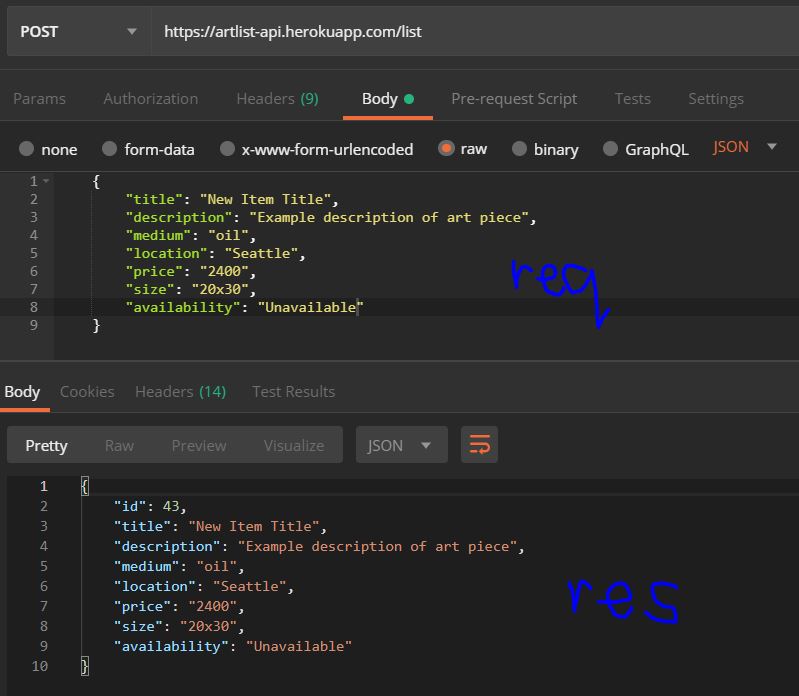 POST https://artlist-api.herokuapp.com/list
Params Authorization Headers (9) Body Pre-request Script Tests Settings
none form-data x-www-form-urlencoded raw binary GraphQL JSON
1 {
2 "title": "New Item Title",
3 "description": "Example description of art piece",
4 "medium": "oil",
5 "location": "Seattle",
6 "price": "2400",
7 "size": "20x30",
8 "availability": "Unavailable"
9 }
req
Body Cookies Headers (14) Test Results
Pretty Raw Preview Visualize JSON
1 {
2 "id": 43,
3 "title": "New Item Title",
4 "description": "Example description of art piece",
5 "medium": "oil",
6 "location": "Seattle",
7 "price": "2400",
8 "size": "20x30",
9 "availability": "Unavailable"
10 }
res